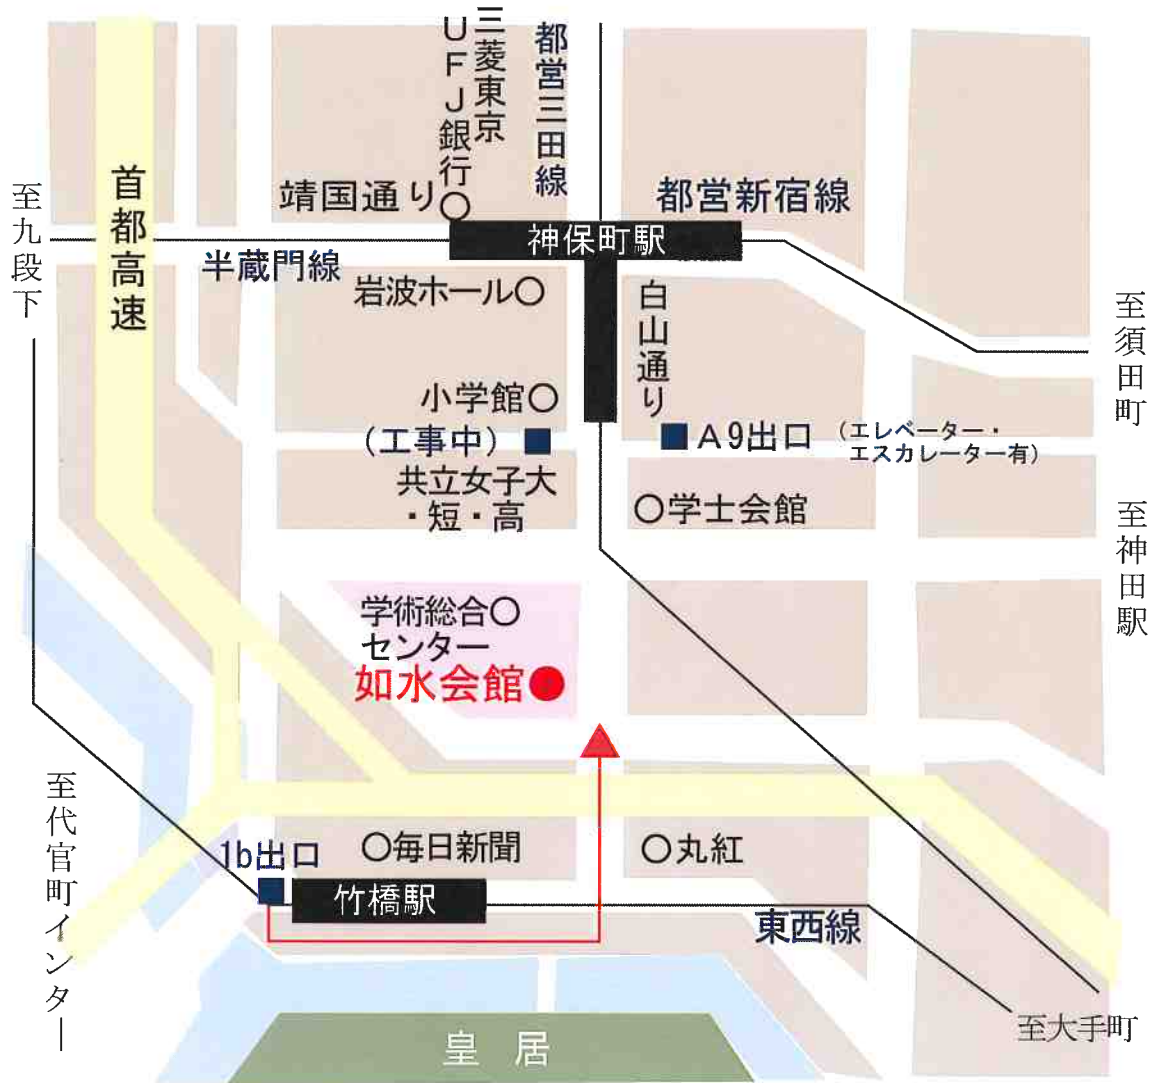 三菱東京
UFJ銀行
都営三田線
首都高速
至九段下
靖国通り
都営新宿線
神保町駅
半蔵門線
岩波ホール
白山通り
至須田町
小学館
(工事中)
A9出口
(エレベーター・
エスカレーター有)
共立女子大
・短・高
学士会館
至神田駅
学術総合
センター
如水会館
至代官町インター
1b出口
毎日新聞
丸紅
竹橋駅
東西線
至大手町
皇居